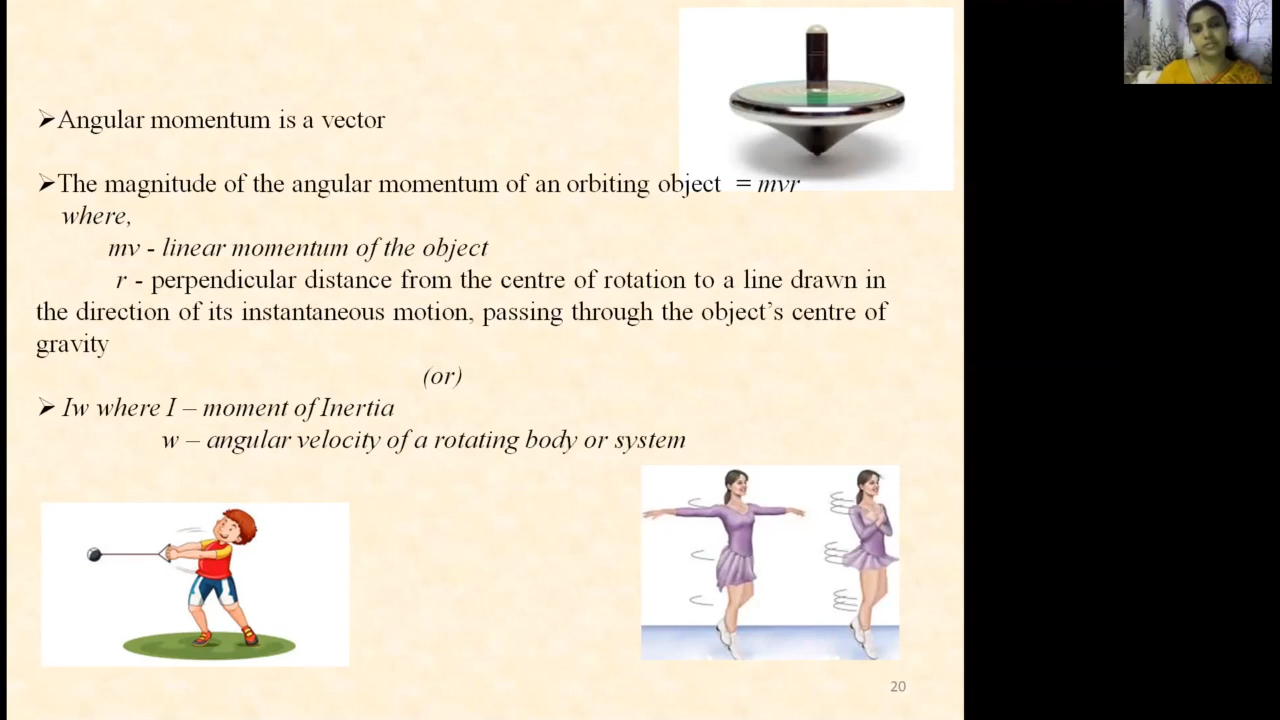 ➢Angular momentum is a vector
➢The magnitude of the angular momentum of an orbiting object = mvr
where,
mv - linear momentum of the object
r - perpendicular distance from the centre of rotation to a line drawn in
the direction of its instantaneous motion, passing through the object’s centre of
gravity
(or)
➢ Iw where I – moment of Inertia
w – angular velocity of a rotating body or system
20